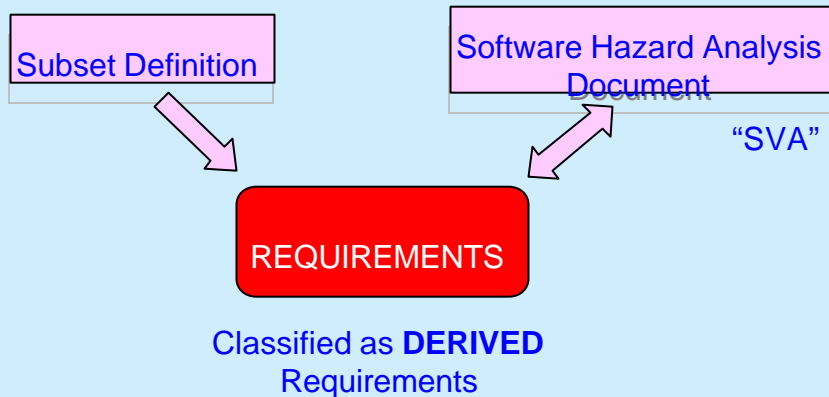 Subset Definition
Software Hazard Analysis
Document
“SVA”
REQUIREMENTS
Classified as DERIVED
Requirements